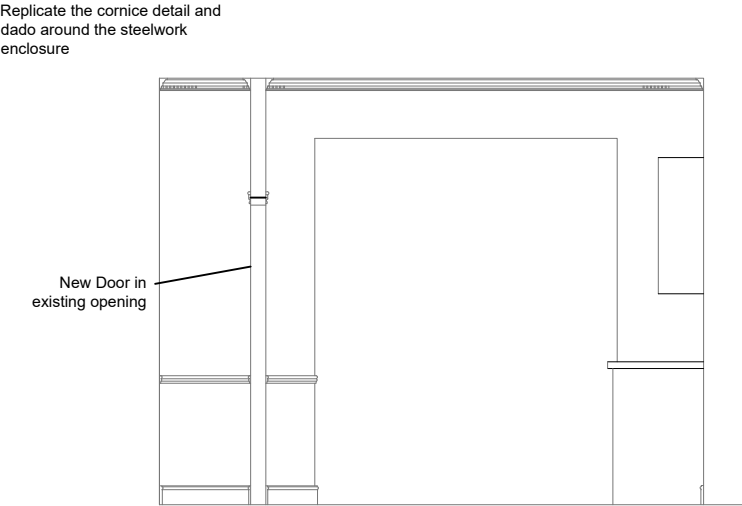 Replicate the cornice detail and
dado around the steelwork
enclosure
New Door in
existing opening